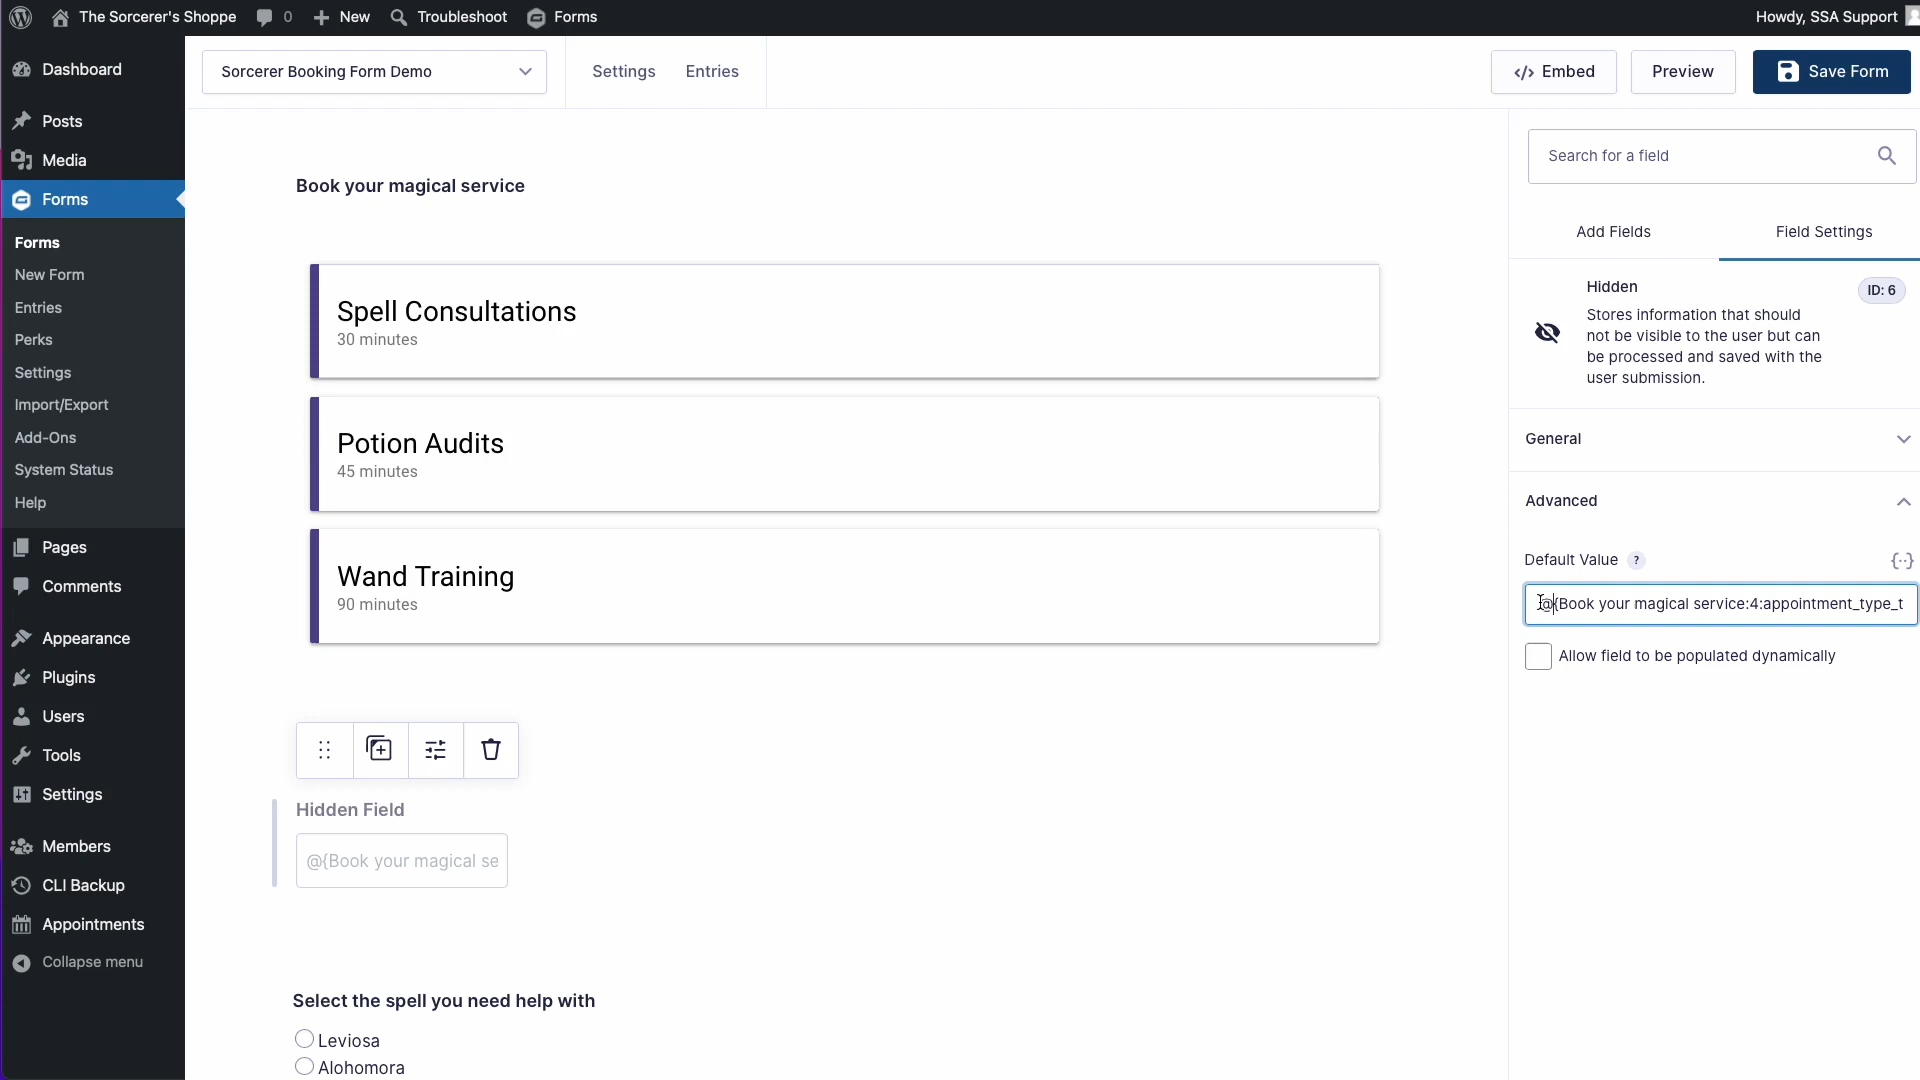 The Sorcerer's Shoppe 0 New Troubleshoot Forms Howdy, SSA Support
Dashboard
Posts
Media
Forms
Forms
New Form
Entries
Perks
Settings
Import/Export
Add-Ons
System Status
Help
Pages
Comments
Appearance
Plugins
Users
Tools
Settings
Members
CLI Backup
Appointments
Collapse menu
Sorcerer Booking Form Demo Settings Entries </> Embed Preview Save Form
Book your magical service
Spell Consultations
30 minutes
Potion Audits
45 minutes
Wand Training
90 minutes
Hidden Field
@{Book your magical se
Select the spell you need help with
Leviosa
Alohomora
Search for a field
Add Fields Field Settings
Hidden ID: 6
Stores information that should
not be visible to the user but can
be processed and saved with the
user submission.
General
Advanced
Default Value ? {..}
@{Book your magical service:4:appointment_type_t
Allow field to be populated dynamically